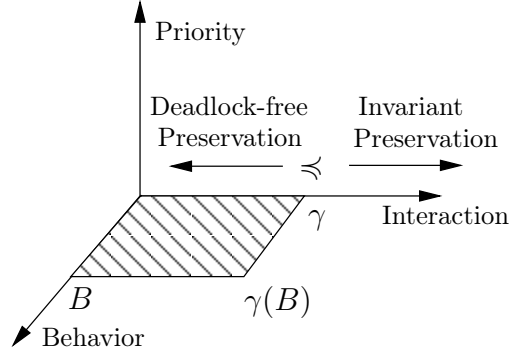 Priority
Deadlock-free Invariant
Preservation Preservation
≼
γ
Interaction
B γ(B)
Behavior